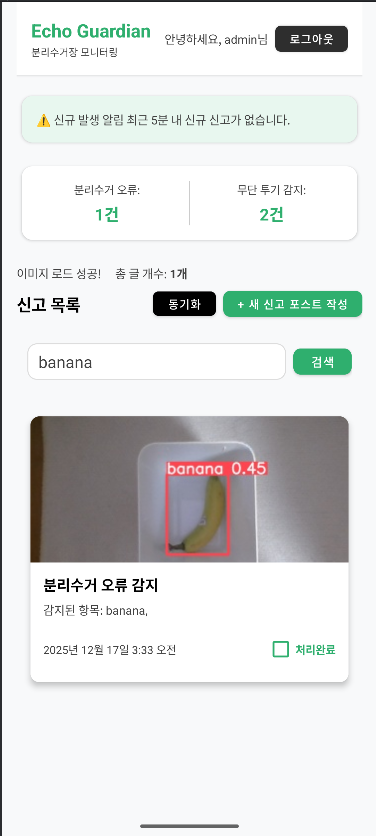 Echo Guardian
분리수거장 모니터링
안녕하세요, admin님
로그아웃
⚠️ 신규 발생 알림 최근 5분 내 신규 신고가 없습니다.
분리수거 오류:
1건
무단 투기 감지:
2건
이미지 로드 성공! 총 글 개수: 1개
신고 목록
동기화
+ 새 신고 포스트 작성
banana
검색
banana 0.45
분리수거 오류 감지
감지된 항목: banana,
2025년 12월 17일 3:33 오전
처리완료